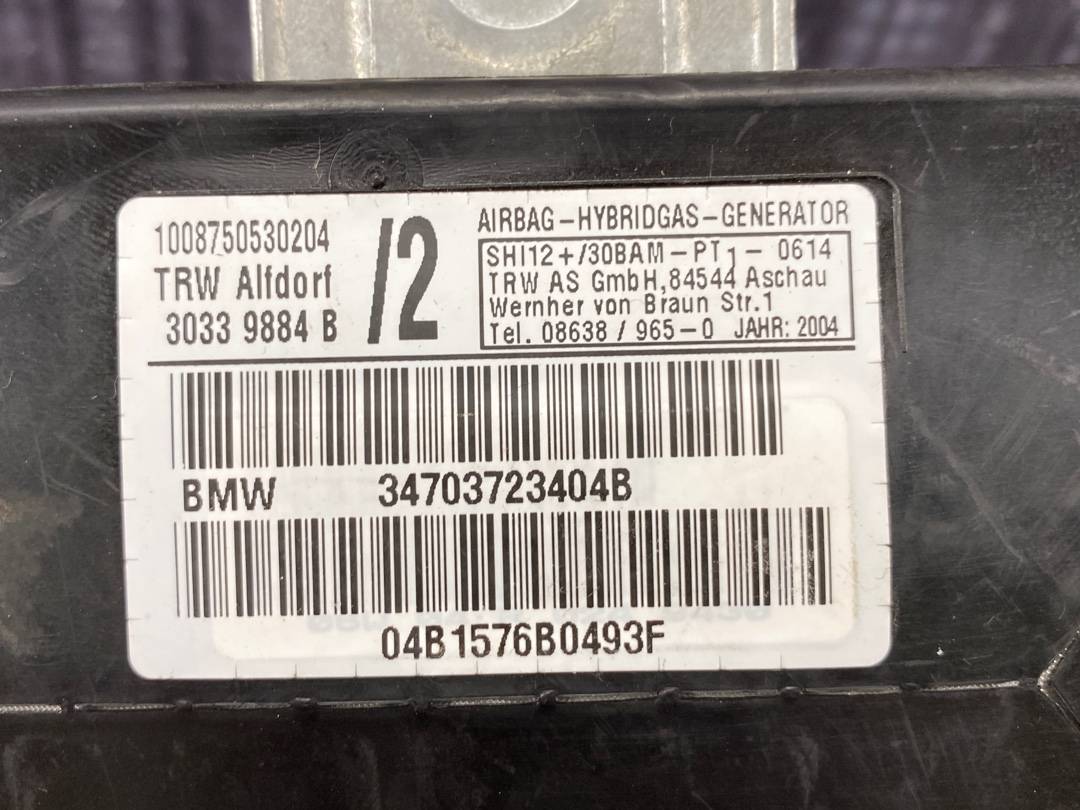 1008750530204
TRW Alfdorf
3033 9884 B
/2
AIRBAG-HYBRIDGAS-GENERATOR
SHI12+/30BAM-PT1- 0614
TRW AS GmbH,84544 Aschau
Wernher von Braun Str.1
Tel. 08638 / 965-0 JAHR: 2004
BMW 34703723404B
04B1576B0493F